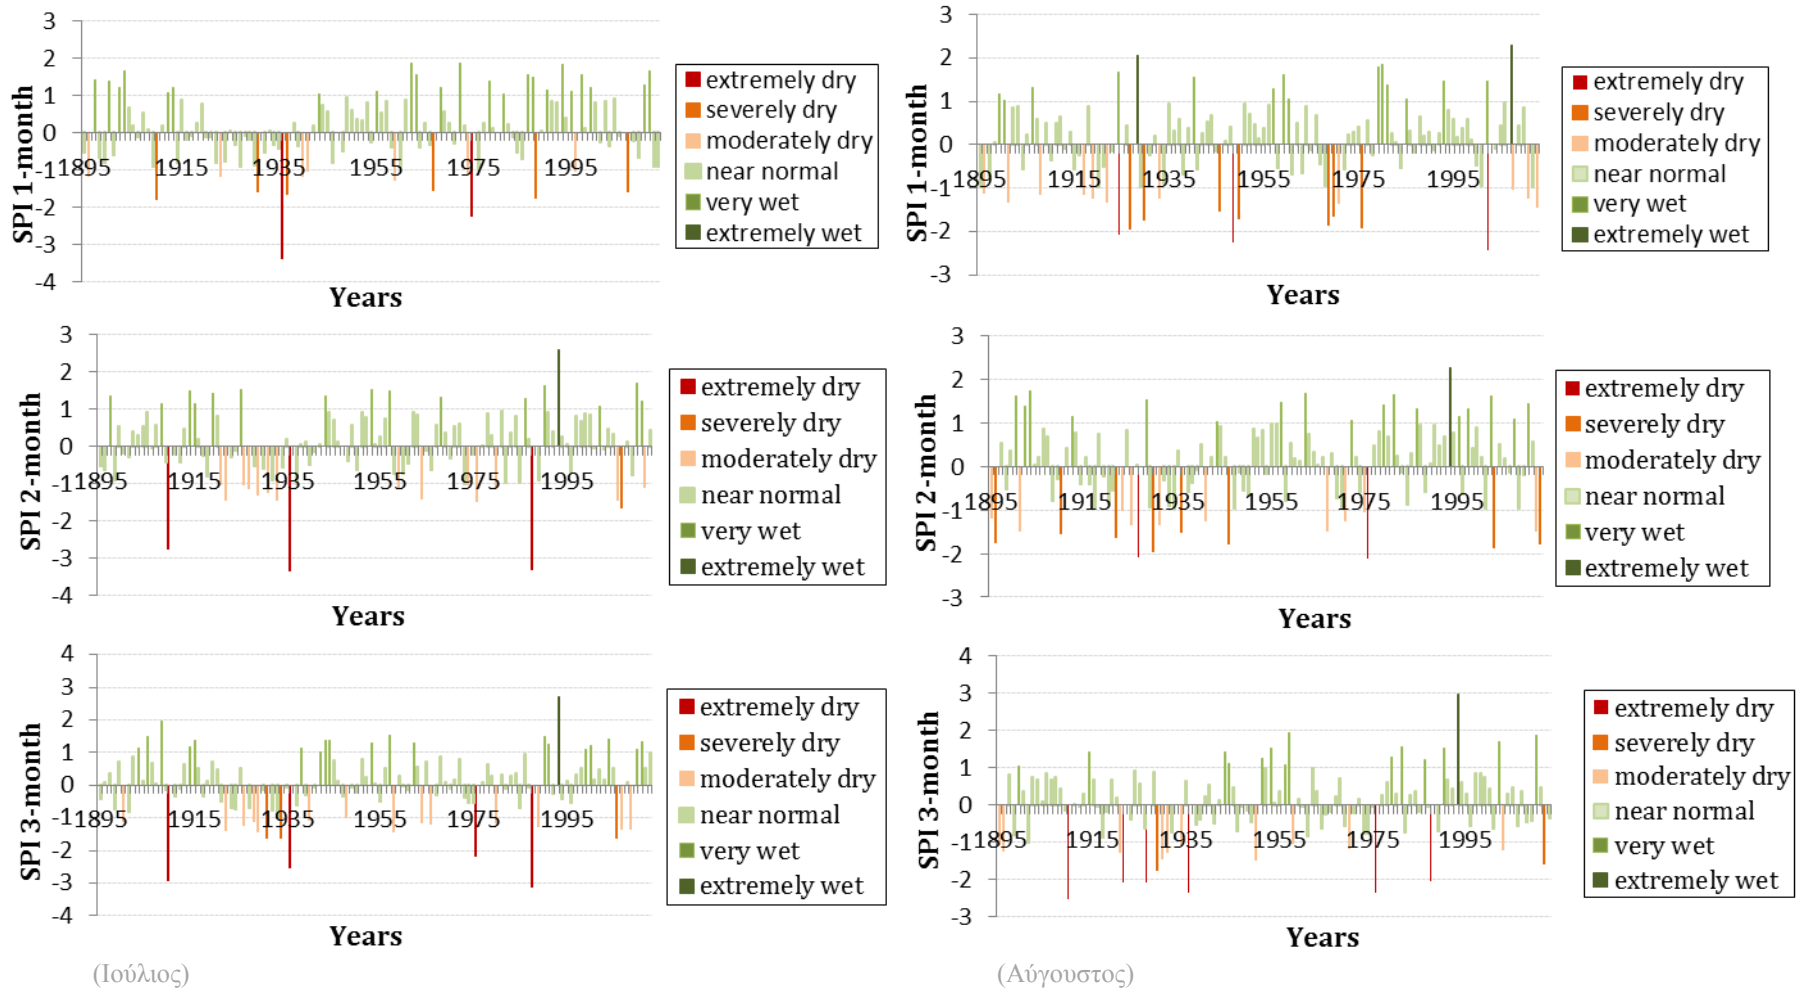 3
2
1
0
-1
-2
-3
-4
SPI 1-month
1895 1915 1935 1955 1975 1995
Years
extremely dry
severely dry
moderately dry
near normal
very wet
extremely wet
3
2
1
0
-1
-2
-3
SPI 1-month
1895 1915 1935 1955 1975 1995
Years
extremely dry
severely dry
moderately dry
near normal
very wet
extremely wet
3
2
1
0
-1
-2
-3
-4
SPI 2-month
1895 1915 1935 1955 1975 1995
Years
extremely dry
severely dry
moderately dry
near normal
very wet
extremely wet
3
2
1
0
-1
-2
-3
SPI 2-month
1895 1915 1935 1955 1975 1995
Years
extremely dry
severely dry
moderately dry
near normal
very wet
extremely wet
4
3
2
1
0
-1
-2
-3
-4
SPI 3-month
1895 1915 1935 1955 1975 1995
Years
extremely dry
severely dry
moderately dry
near normal
very wet
extremely wet
4
3
2
1
0
-1
-2
-3
SPI 3-month
1895 1915 1935 1955 1975 1995
Years
extremely dry
severely dry
moderately dry
near normal
very wet
extremely wet
(Ιούλιος)
(Αύγουστος)